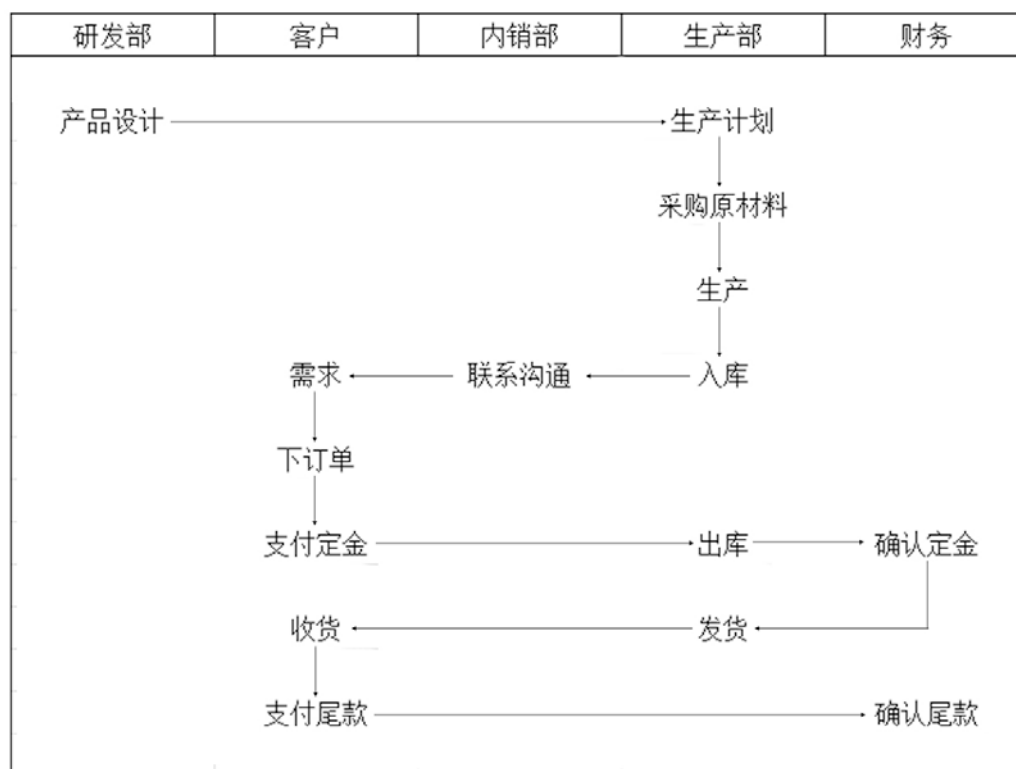 研发部 客户 内销部 生产部 财务
产品设计 生产计划
采购原材料
生产
需求 联系沟通 入库
下订单
支付定金 出库 确认定金
收货 发货
支付尾款 确认尾款